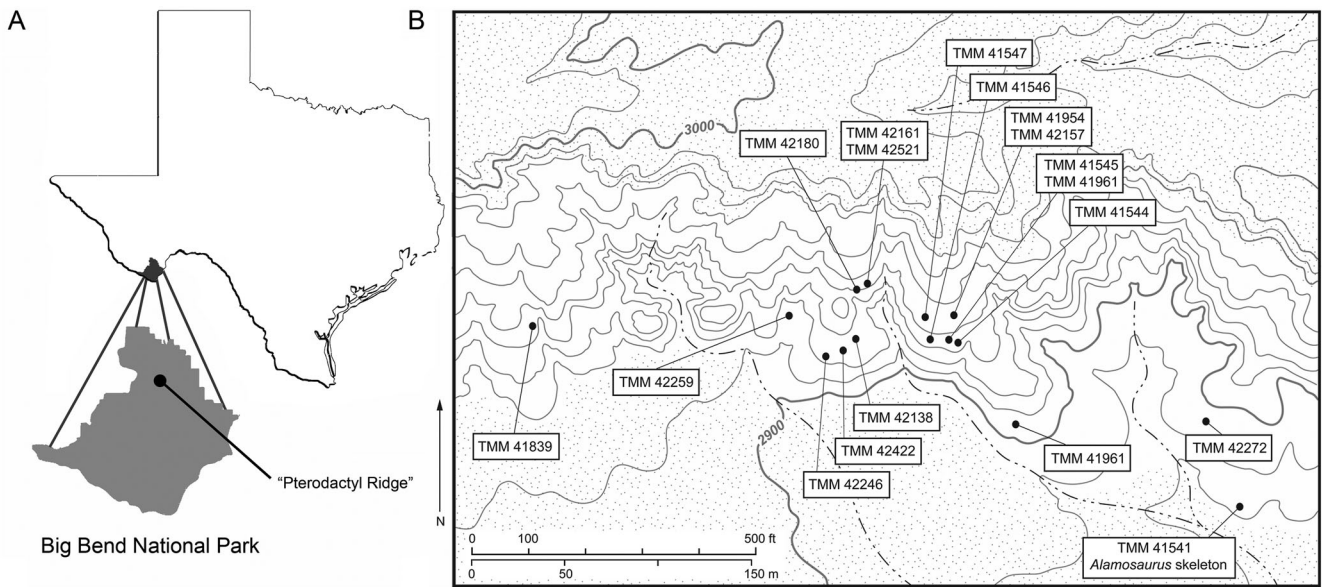 A
"Pterodactyl Ridge"
N
Big Bend National Park
B
3000
TMM 41547
TMM 41546
TMM 41954
TMM 42157
TMM 42180
TMM 42161
TMM 42521
TMM 41545
TMM 41961
TMM 41544
TMM 42259
TMM 41839
TMM 42138
TMM 42422
TMM 42246
2900
TMM 41961
TMM 42272
TMM 41541
Alamosaurus skeleton
0 100 500 ft
0 50 150 m